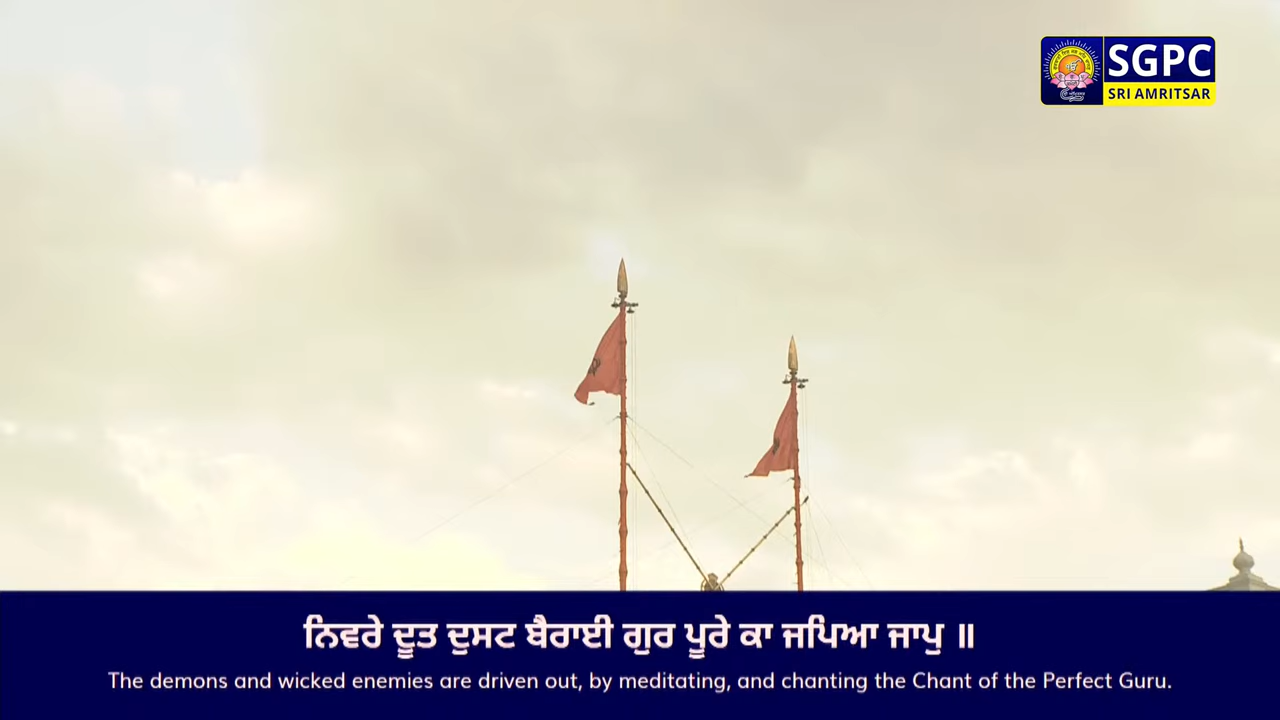 SGPC
SRI AMRITSAR
ਨਿਵਰੇ ਦੂਤ ਦੁਸਟ ਬੈਰਾਈ ਗੁਰ ਪੂਰੇ ਕਾ ਜਪਿਆ ਜਾਪੁ ॥
The demons and wicked enemies are driven out, by meditating, and chanting the Chant of the Perfect Guru.